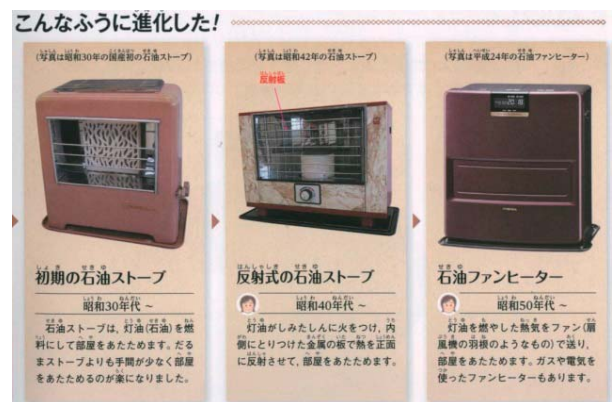 こんなふうに進化した!
(写真は昭和30年の国産初の石油ストーブ)
初期の石油ストーブ
昭和30年代 ~
石油ストーブは、灯油(石油)を燃
料にして部屋をあたためます。だる
まストーブよりも手間が少なく部屋
をあたためるのが楽になりました。
(写真は昭和42年の石油ストーブ)
反射板
反射式の石油ストーブ
昭和40年代 ~
灯油がしみたしんに火をつけ、内
側にとりつけた金属の板で熱を正面
に反射させて、部屋をあたためます。
(写真は平成24年の石油ファンヒーター)
石油ファンヒーター
昭和50年代 ~
灯油を燃やした熱気をファン(扇
風機の羽根のようなもの)で送り、
部屋をあたためます。ガスや電気を
使ったファンヒーターもあります。